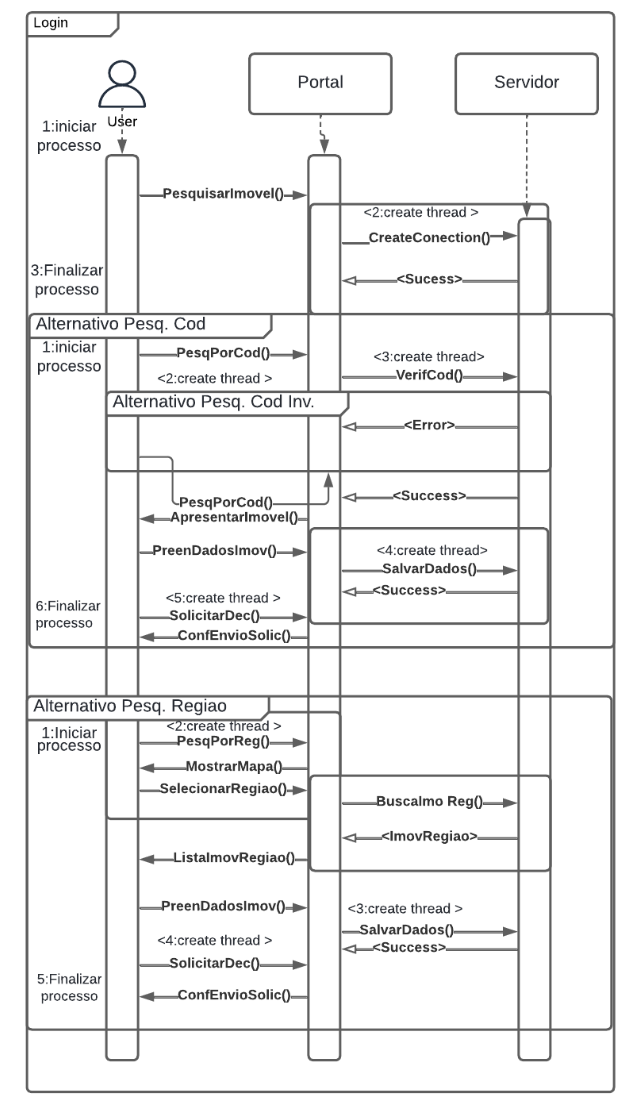 Login
Portal
Servidor
User
1:iniciar
processo
PesquisarImovel()
<2:create thread >
CreateConection()
3:Finalizar
processo
<Sucess>
Alternativo Pesq. Cod
1:iniciar
processo
PesqPorCod()
<3:create thread>
VerifCod()
<2:create thread >
Alternativo Pesq. Cod Inv.
<Error>
PesqPorCod()
<Success>
ApresentarImovel()
PreenDadosImov()
<4:create thread>
SalvarDados()
<Success>
<5:create thread >
6:Finalizar
processo
SolicitarDec()
ConfEnvioSolic()
Alternativo Pesq. Regiao
<2:create thread >
1:Iniciar
processo
PesqPorReg()
MostrarMapa()
SelecionarRegiao()
BuscaImo Reg()
<ImovRegiao>
ListaImovRegiao()
PreenDadosImov()
<3:create thread >
SalvarDados()
<Success>
<4:create thread >
SolicitarDec()
5:Finalizar
processo
ConfEnvioSolic()